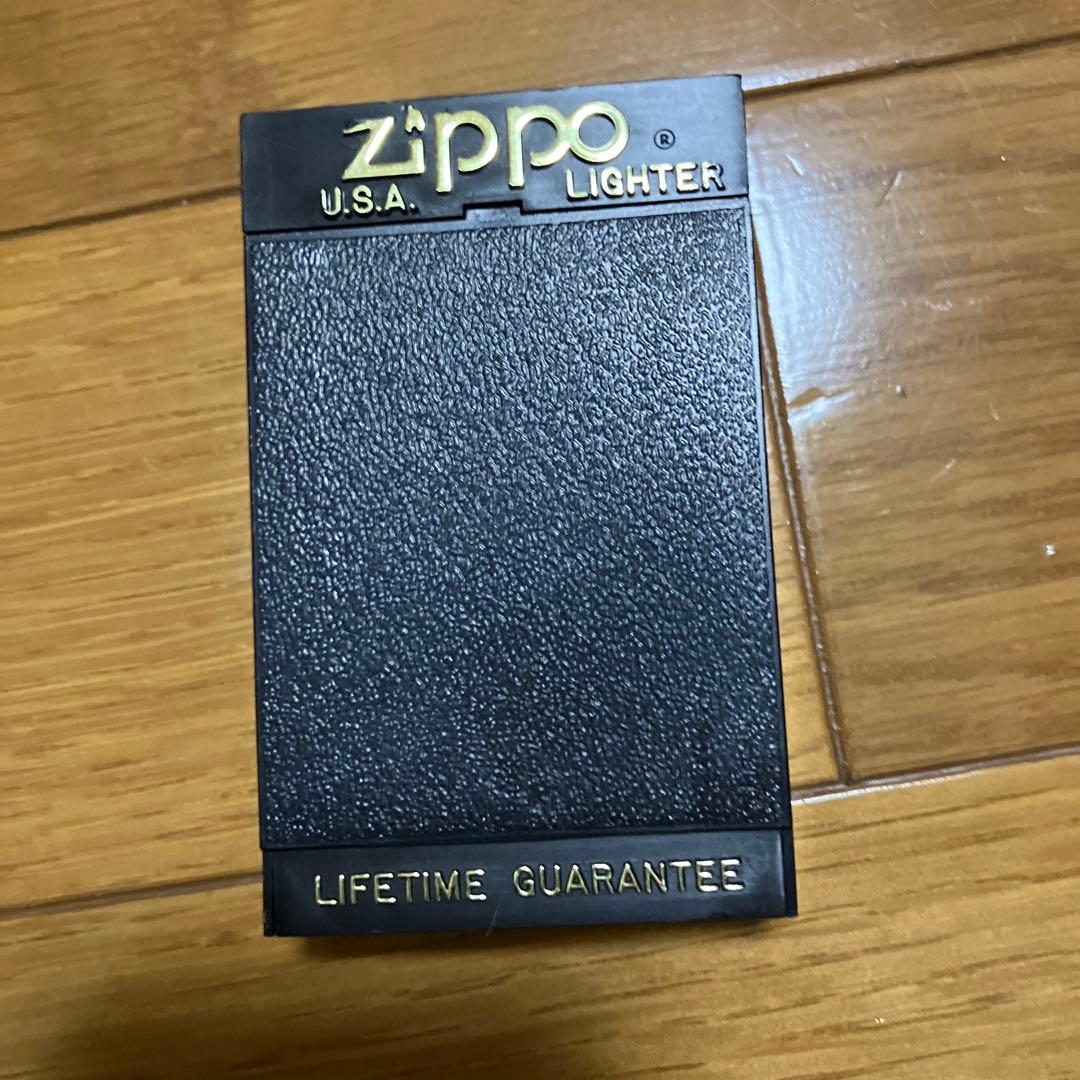 Zippo ®
U.S.A. LIGHTER
LIFETIME GUARANTEE